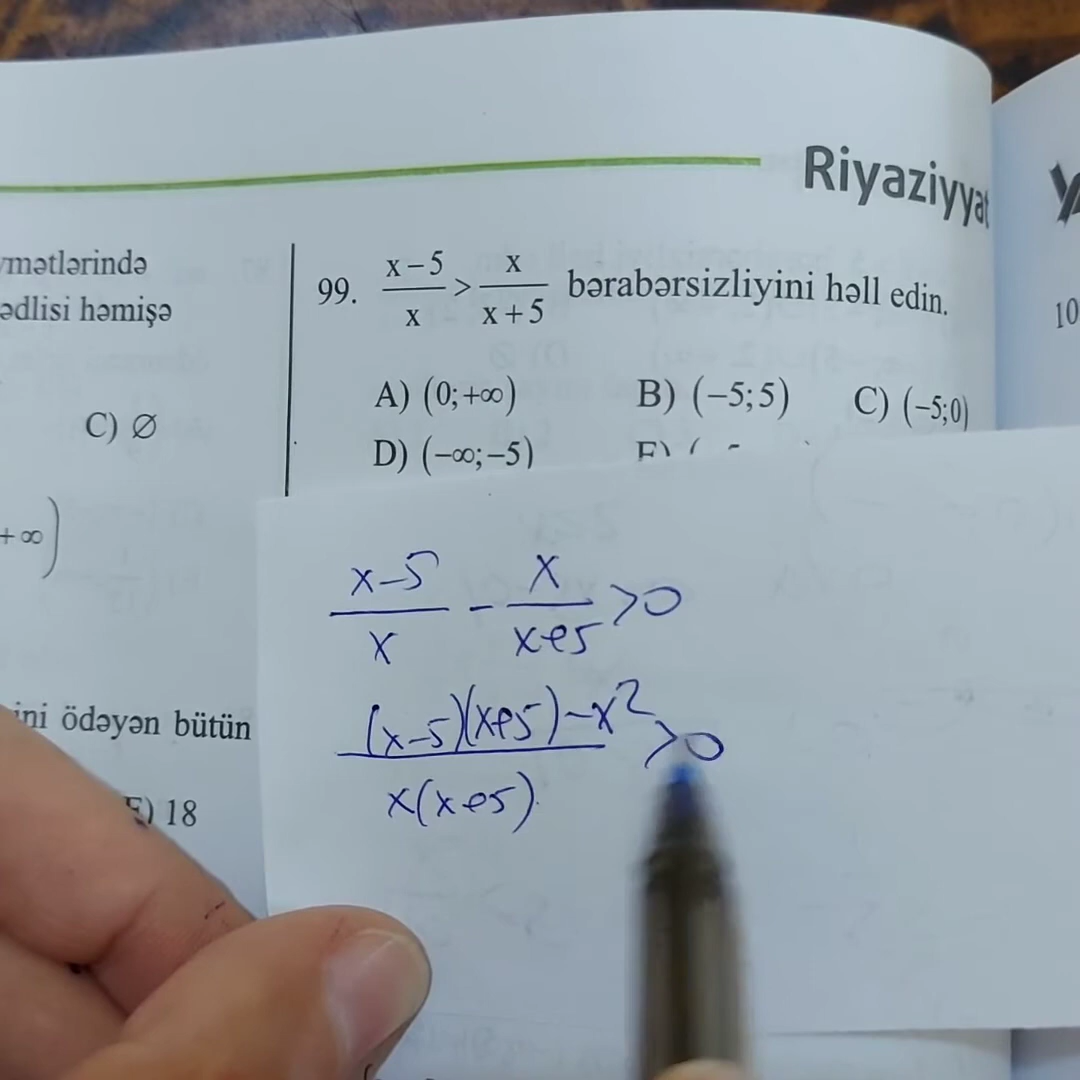 Riyaziyyat
ymətlərində
ədlisi həmişə
C) ∅
+∞)
ini ödəyən bütün
E) 18
99. (x-5)/x > x/(x+5) bərabərsizliyini həll edin.
A) (0;+∞) B) (-5;5) C) (-5;0)
D) (-∞;-5)
(x-5)/x - x/(x+5) >0
((x-5)(x+5)-x²)/(x(x+5)) >0
10